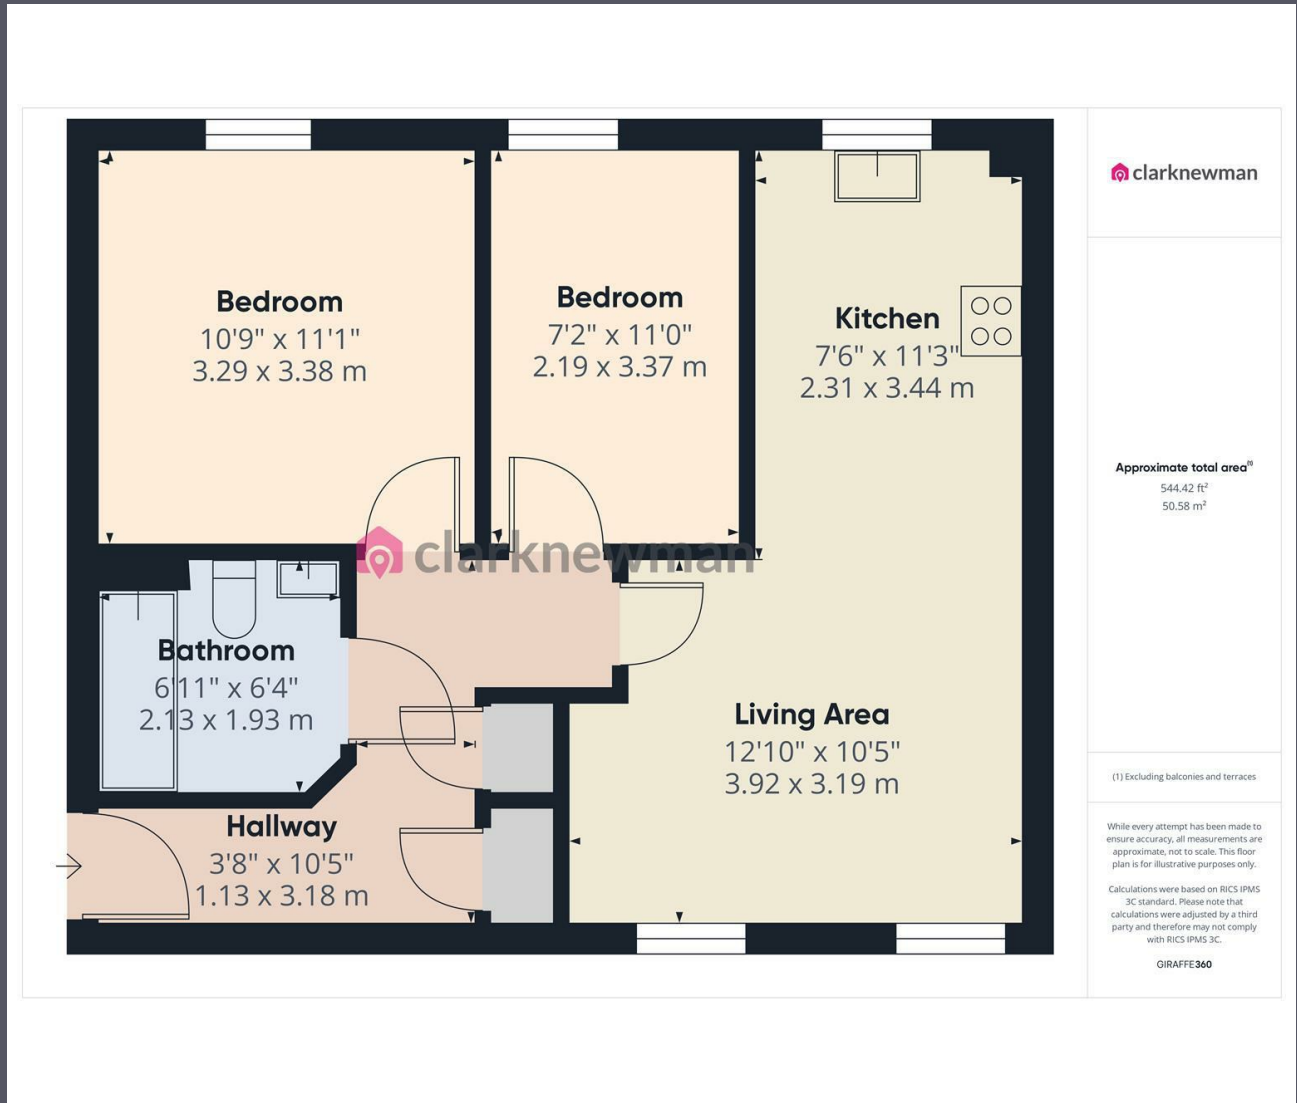 Bedroom
10'9" x 11'1"
3.29 x 3.38 m
Bedroom
7'2" x 11'0"
2.19 x 3.37 m
Kitchen
7'6" x 11'3"
2.31 x 3.44 m
clarknewman
Bathroom
6'11" x 6'4"
2.13 x 1.93 m
Living Area
12'10" x 10'5"
3.92 x 3.19 m
Hallway
3'8" x 10'5"
1.13 x 3.18 m
clarknewman
Approximate total area⁽¹⁾
544.42 ft²
50.58 m²
(1) Excluding balconies and terraces
While every attempt has been made to
ensure accuracy, all measurements are
approximate, not to scale. This floor
plan is for illustrative purposes only.
Calculations were based on RICS IPMS
3C standard. Please note that
calculations were adjusted by a third
party and therefore may not comply
with RICS IPMS 3C.
GIRAFFE360